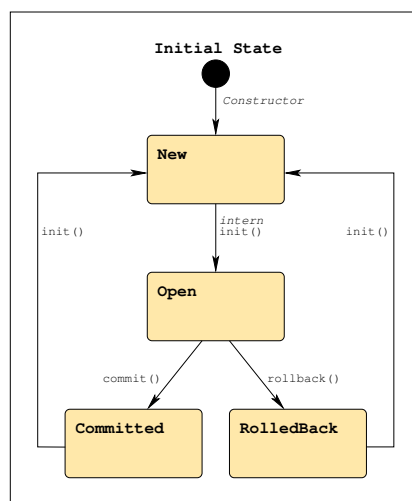 Initial State
Constructor
New
init()
intern
init()
init()
Open
commit()
rollback()
Committed
RolledBack